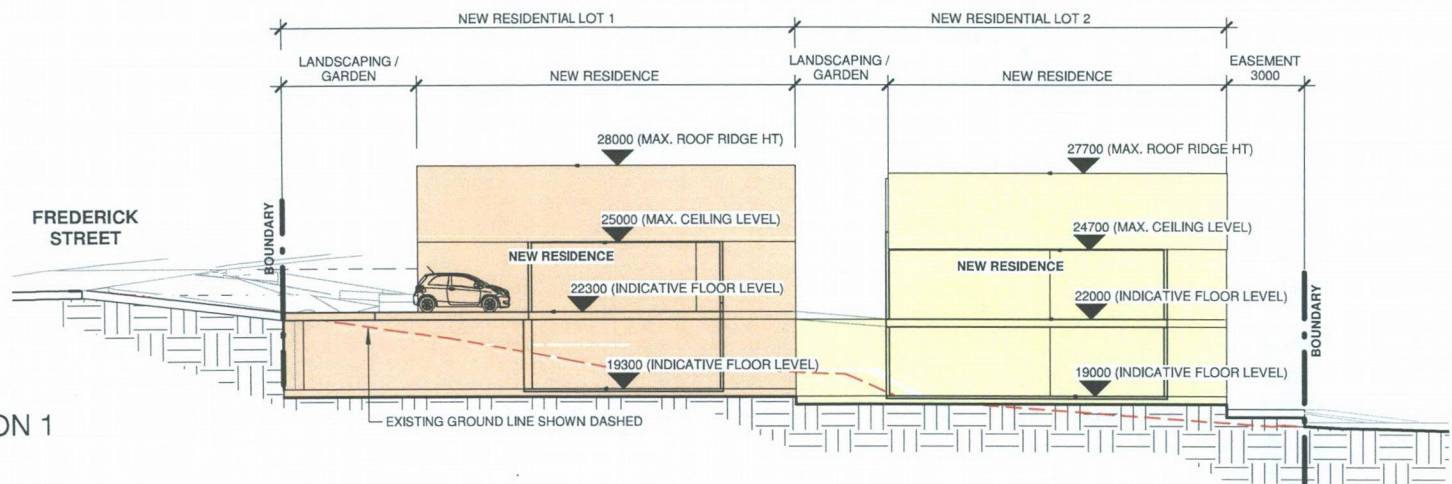 NEW RESIDENTIAL LOT 1
NEW RESIDENTIAL LOT 2
LANDSCAPING /
GARDEN
NEW RESIDENCE
LANDSCAPING /
GARDEN
NEW RESIDENCE
EASEMENT
3000
28000 (MAX. ROOF RIDGE HT)
27700 (MAX. ROOF RIDGE HT)
FREDERICK
STREET
BOUNDARY
25000 (MAX. CEILING LEVEL)
24700 (MAX. CEILING LEVEL)
NEW RESIDENCE
NEW RESIDENCE
22300 (INDICATIVE FLOOR LEVEL)
22000 (INDICATIVE FLOOR LEVEL)
BOUNDARY
19300 (INDICATIVE FLOOR LEVEL)
19000 (INDICATIVE FLOOR LEVEL)
EXISTING GROUND LINE SHOWN DASHED
ON 1